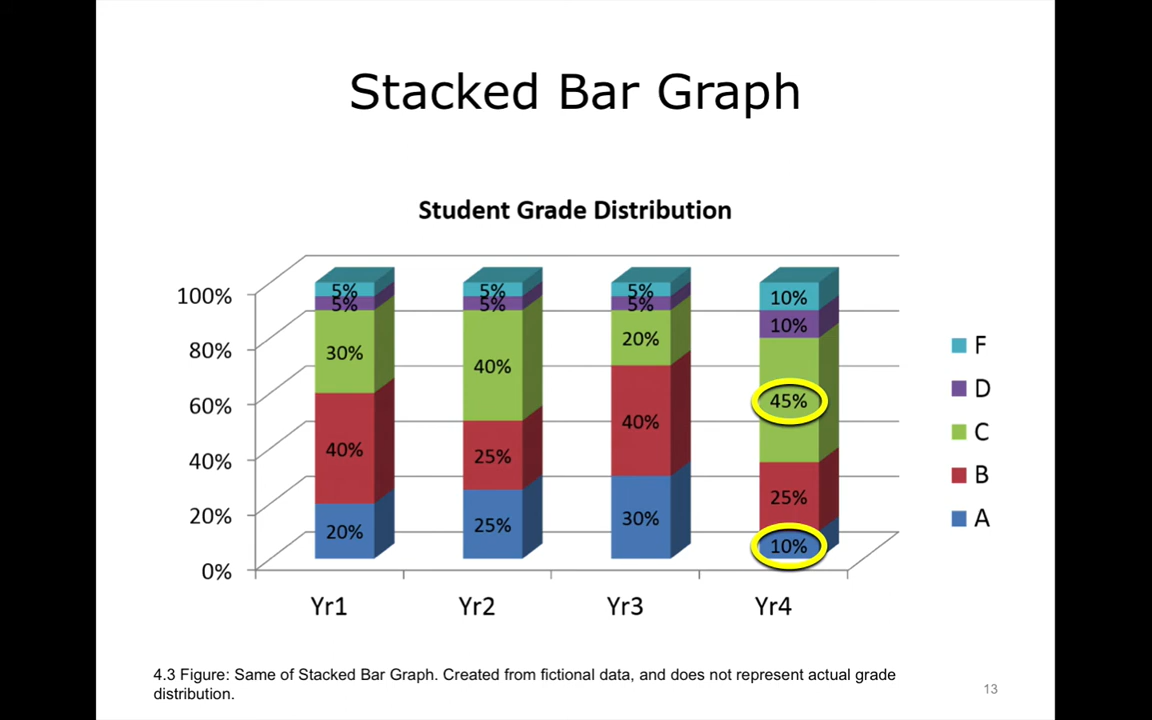 Stacked Bar Graph
Student Grade Distribution
100%
80%
60%
40%
20%
0%
5%
5%
30%
40%
20%
5%
5%
40%
25%
25%
5%
5%
20%
40%
30%
10%
10%
45%
25%
10%
Yr1
Yr2
Yr3
Yr4
F
D
C
B
A
4.3 Figure: Same of Stacked Bar Graph. Created from fictional data, and does not represent actual grade
distribution.
13